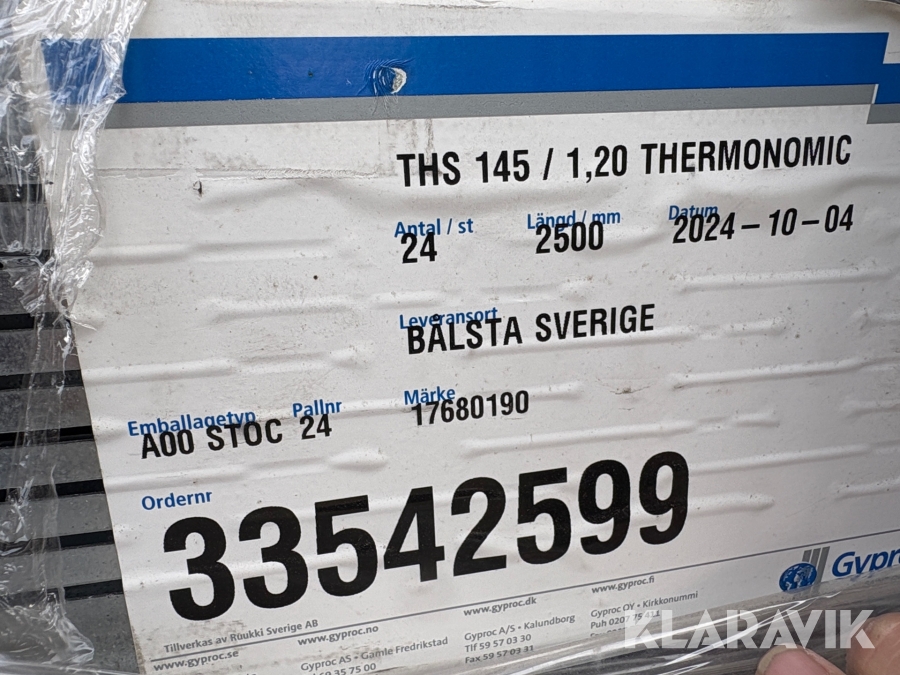 THS 145 / 1,20 THERMONOMIC
Antal / st Längd / mm Datum
24 2500 2024-10-04
Leveransort
BÅLSTA SVERIGE
Emballagetyp Pallnr Märke
A00 STOC 24 17680190
Ordernr
33542599
Gyproc
Tillverkas av Ruukki Sverige AB
www.gyproc.se
www.gyproc.no
Gyproc AS • Gamle Fredrikstad
www.gyproc.dk
Gyproc A/S • Kalundborg
Tlf 59 57 03 30
Fax 59 57 03 31
www.gyproc.fi
Gyproc OY • Kirkkonummi
Puh 0207
KLARAVIK